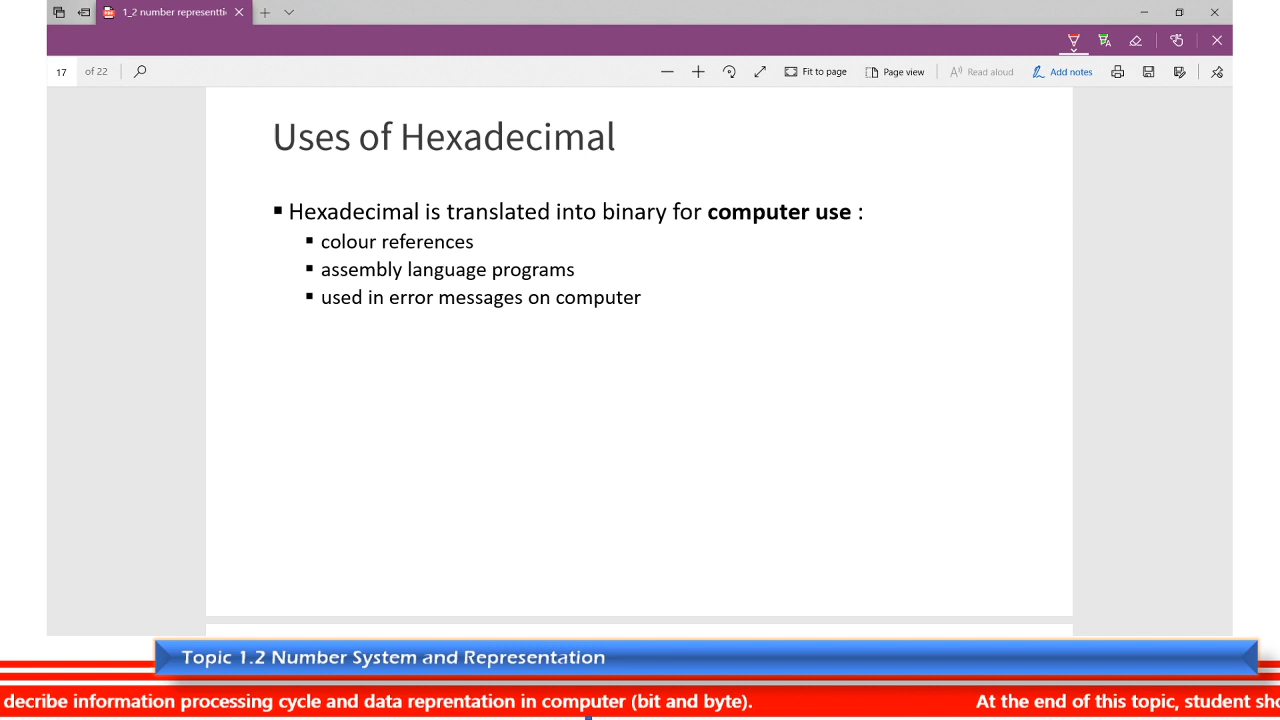 1_2 number representti
17 of 22
Fit to page
Page view
Read aloud
Add notes
Uses of Hexadecimal
▪ Hexadecimal is translated into binary for computer use :
▪ colour references
▪ assembly language programs
▪ used in error messages on computer
Topic 1.2 Number System and Representation
decribe information processing cycle and data reprentation in computer (bit and byte). At the end of this topic, student sho